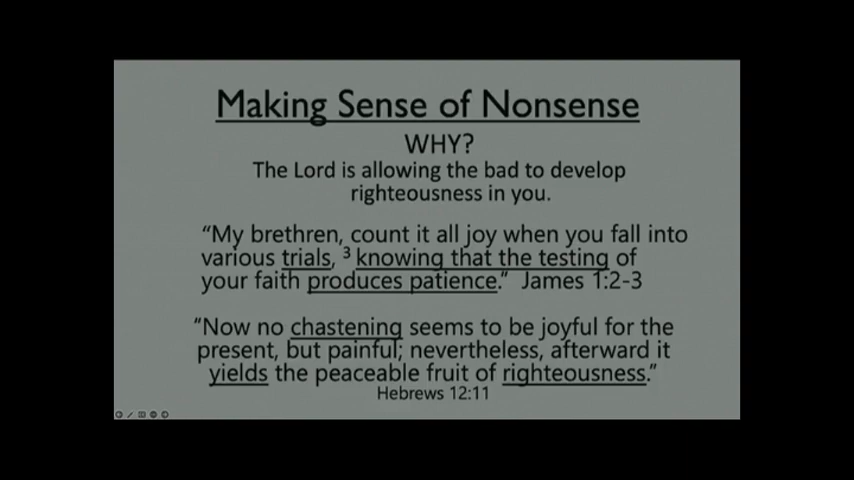 Making Sense of Nonsense
WHY?
The Lord is allowing the bad to develop
righteousness in you.
“My brethren, count it all joy when you fall into
various trials, ³ knowing that the testing of
your faith produces patience.” James 1:2-3
“Now no chastening seems to be joyful for the
present, but painful; nevertheless, afterward it
yields the peaceable fruit of righteousness.”
Hebrews 12:11